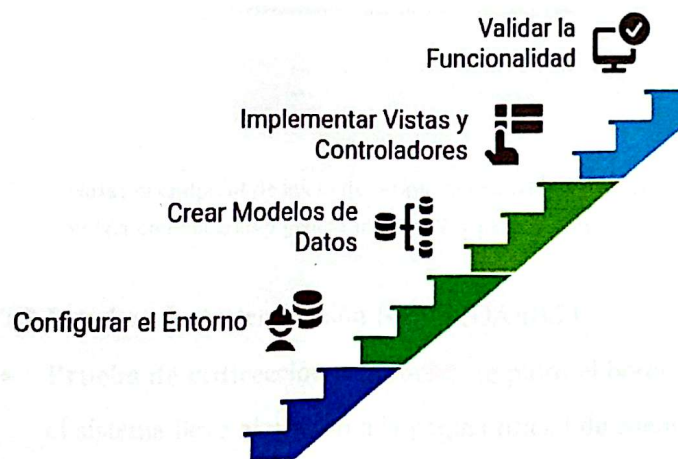 Validar la
Funcionalidad
Implementar Vistas y
Controladores
Crear Modelos de
Datos
Configurar el Entorno